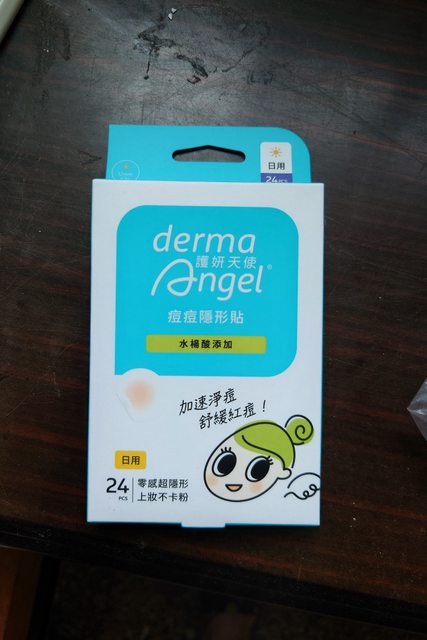 日用
24PCS
derma
護妍天使
Angel®
痘痘隱形貼
水楊酸添加
加速淨痘
舒緩紅痘！
日用
24 PCS
零感超隱形
上妝不卡粉